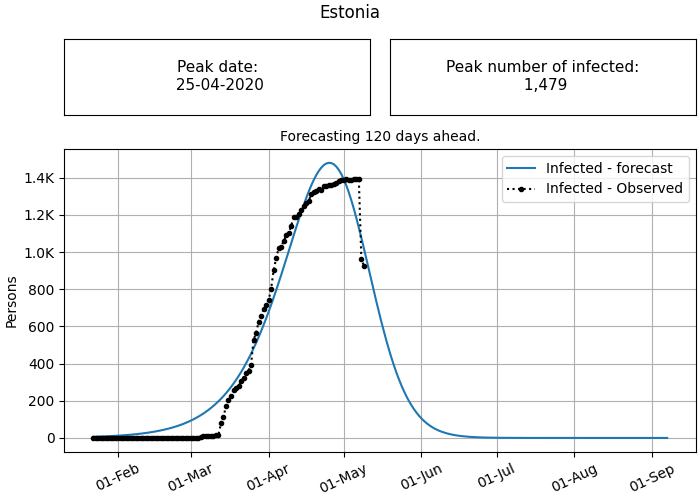 Estonia
Peak date:
25-04-2020
Peak number of infected:
1,479
Forecasting 120 days ahead.
Infected - forecast
Infected - Observed
Persons
1.4K
1.2K
1.0K
800
600
400
200
0
01-Feb
01-Mar
01-Apr
01-May
01-Jun
01-Jul
01-Aug
01-Sep